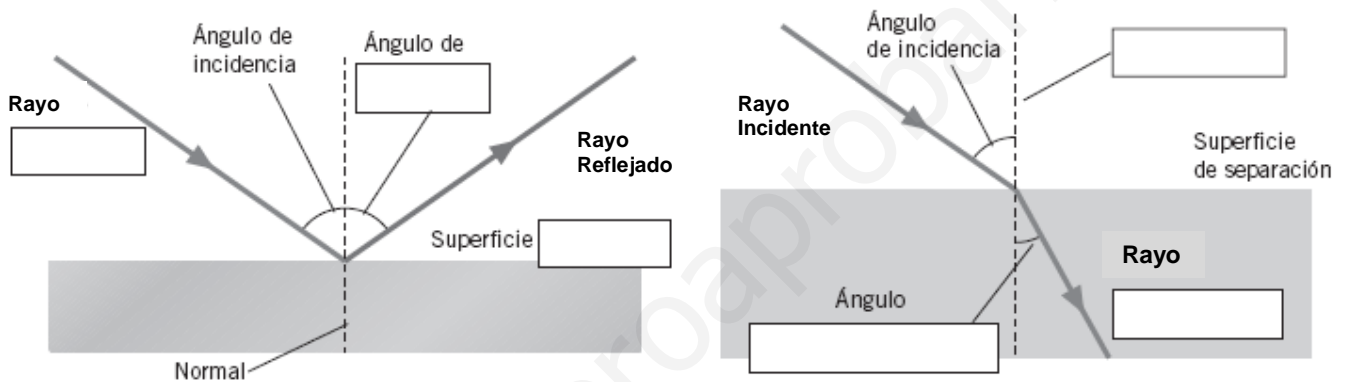 Ángulo de
incidencia
Ángulo de
Rayo
Rayo
Reflejado
Superficie
Normal
Ángulo
de incidencia
Rayo
Incidente
Superficie
de separación
Rayo
Ángulo